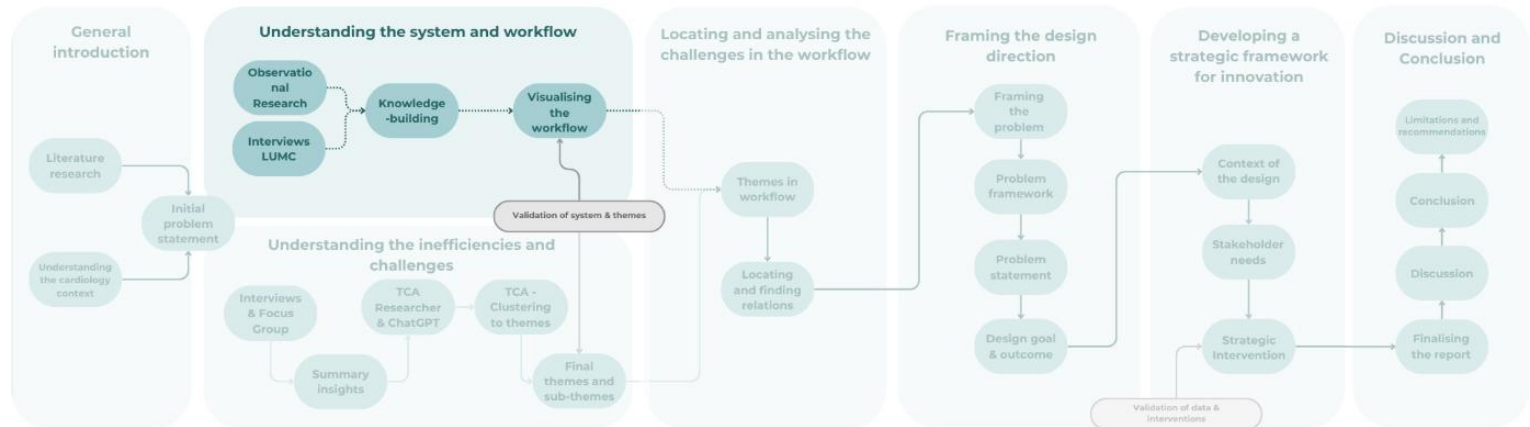 General
introduction
Literature
research
Initial
problem
statement
Understanding
the cardiology
context
Understanding the system and workflow
Observatio
nal
Research
Interviews
LUMC
Knowledge
-building
Visualising
the
workflow
Validation of system & themes
Understanding the inefficiencies and
challenges
Interviews
& Focus
Group
Summary
insights
TCA
Researcher
& ChatGPT
TCA -
Clustering
to themes
Final
themes and
sub-themes
Locating and analysing the
challenges in the workflow
Themes in
workflow
Locating
and finding
relations
Framing the design
direction
Framing
the
problem
Problem
framework
Problem
statement
Design goal
& outcome
Developing a
strategic framework
for innovation
Context of
the design
Stakeholder
needs
Strategic
Intervention
Validation of data &
interventions
Discussion and
Conclusion
Limitations and
recommendations
Conclusion
Discussion
Finalising
the report